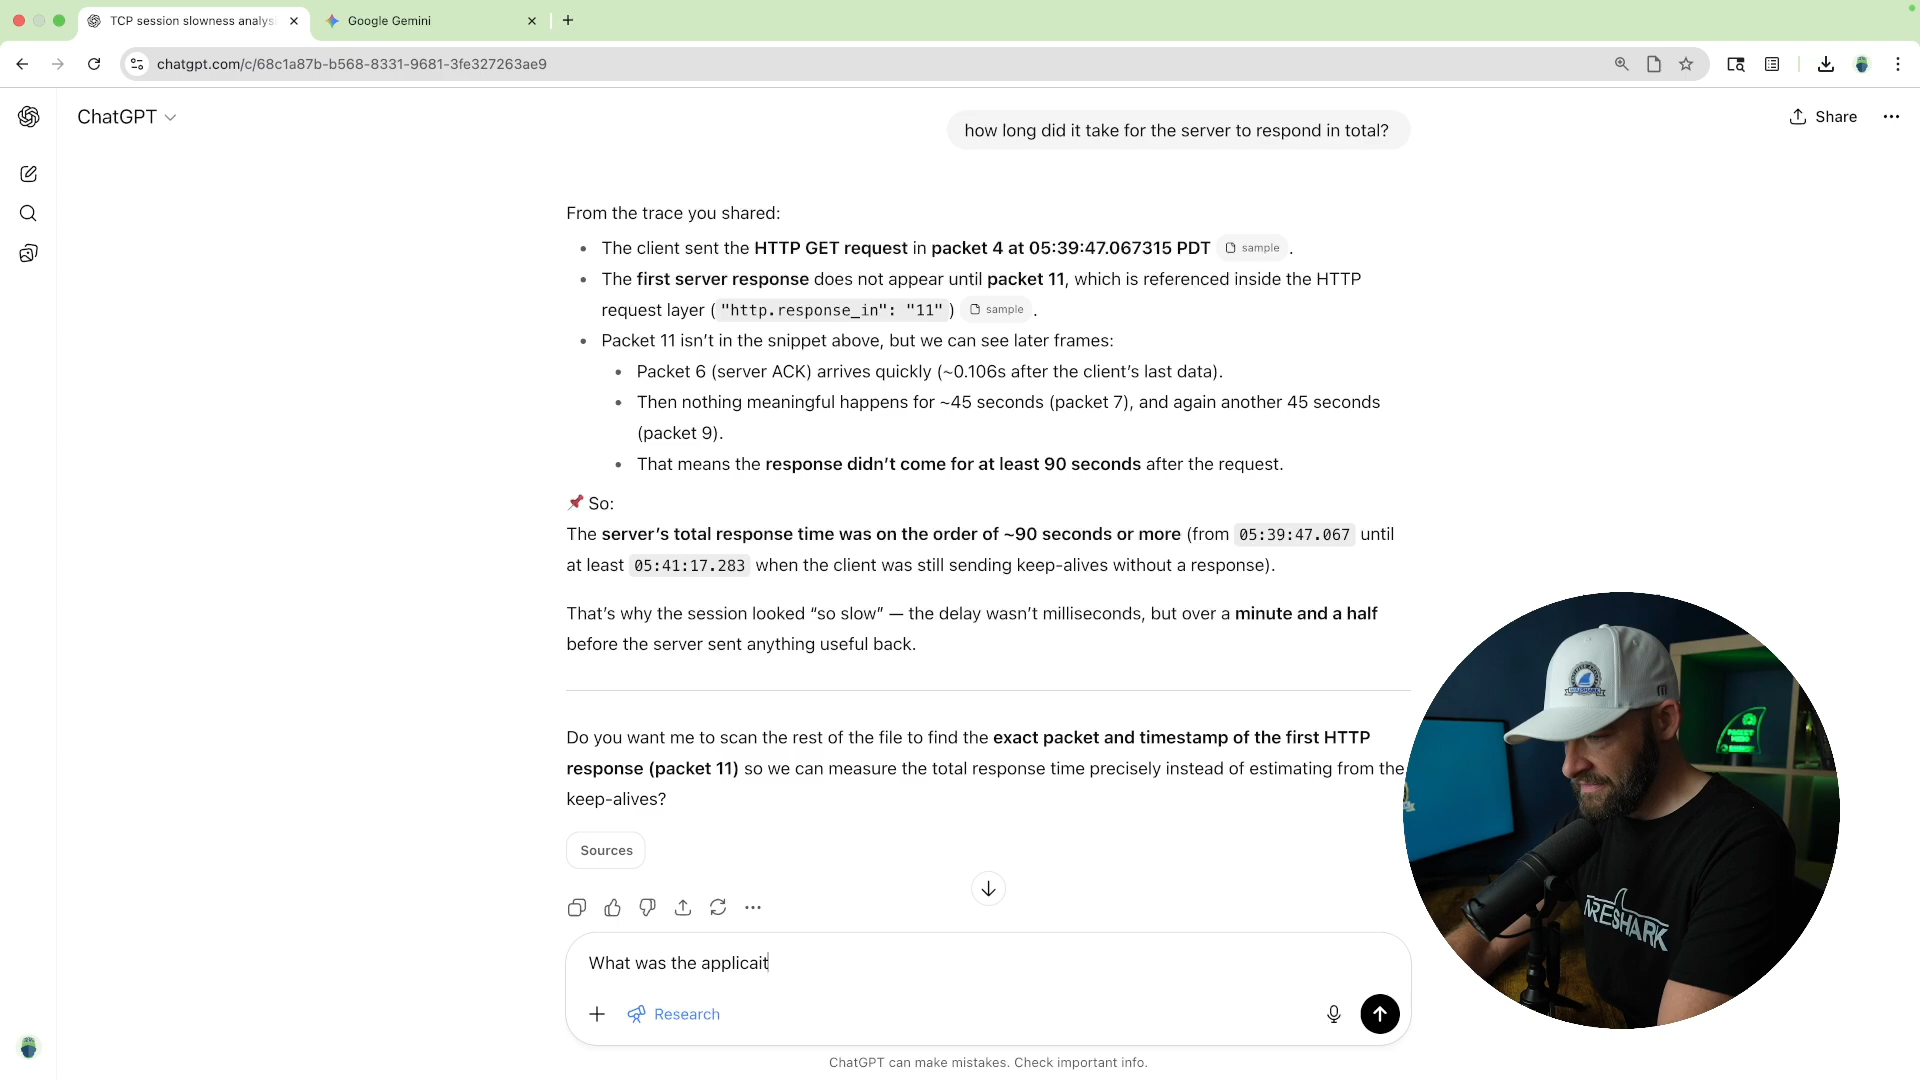 TCP session slowness analysi
Google Gemini
chatgpt.com/c/68c1a87b-b568-8331-9681-3fe327263ae9
ChatGPT
Share
how long did it take for the server to respond in total?
From the trace you shared:
• The client sent the HTTP GET request in packet 4 at 05:39:47.067315 PDT sample .
• The first server response does not appear until packet 11, which is referenced inside the HTTP
request layer ("http.response_in": "11") sample .
• Packet 11 isn’t in the snippet above, but we can see later frames:
• Packet 6 (server ACK) arrives quickly (~0.106s after the client’s last data).
• Then nothing meaningful happens for ~45 seconds (packet 7), and again another 45 seconds
(packet 9).
• That means the response didn’t come for at least 90 seconds after the request.
📌 So:
The server’s total response time was on the order of ~90 seconds or more (from 05:39:47.067 until
at least 05:41:17.283 when the client was still sending keep-alives without a response).
That’s why the session looked “so slow” — the delay wasn’t milliseconds, but over a minute and a half
before the server sent anything useful back.
Do you want me to scan the rest of the file to find the exact packet and timestamp of the first HTTP
response (packet 11) so we can measure the total response time precisely instead of estimating from the
keep-alives?
Sources
What was the applicait
Research
ChatGPT can make mistakes. Check important info.
WIRESHARK